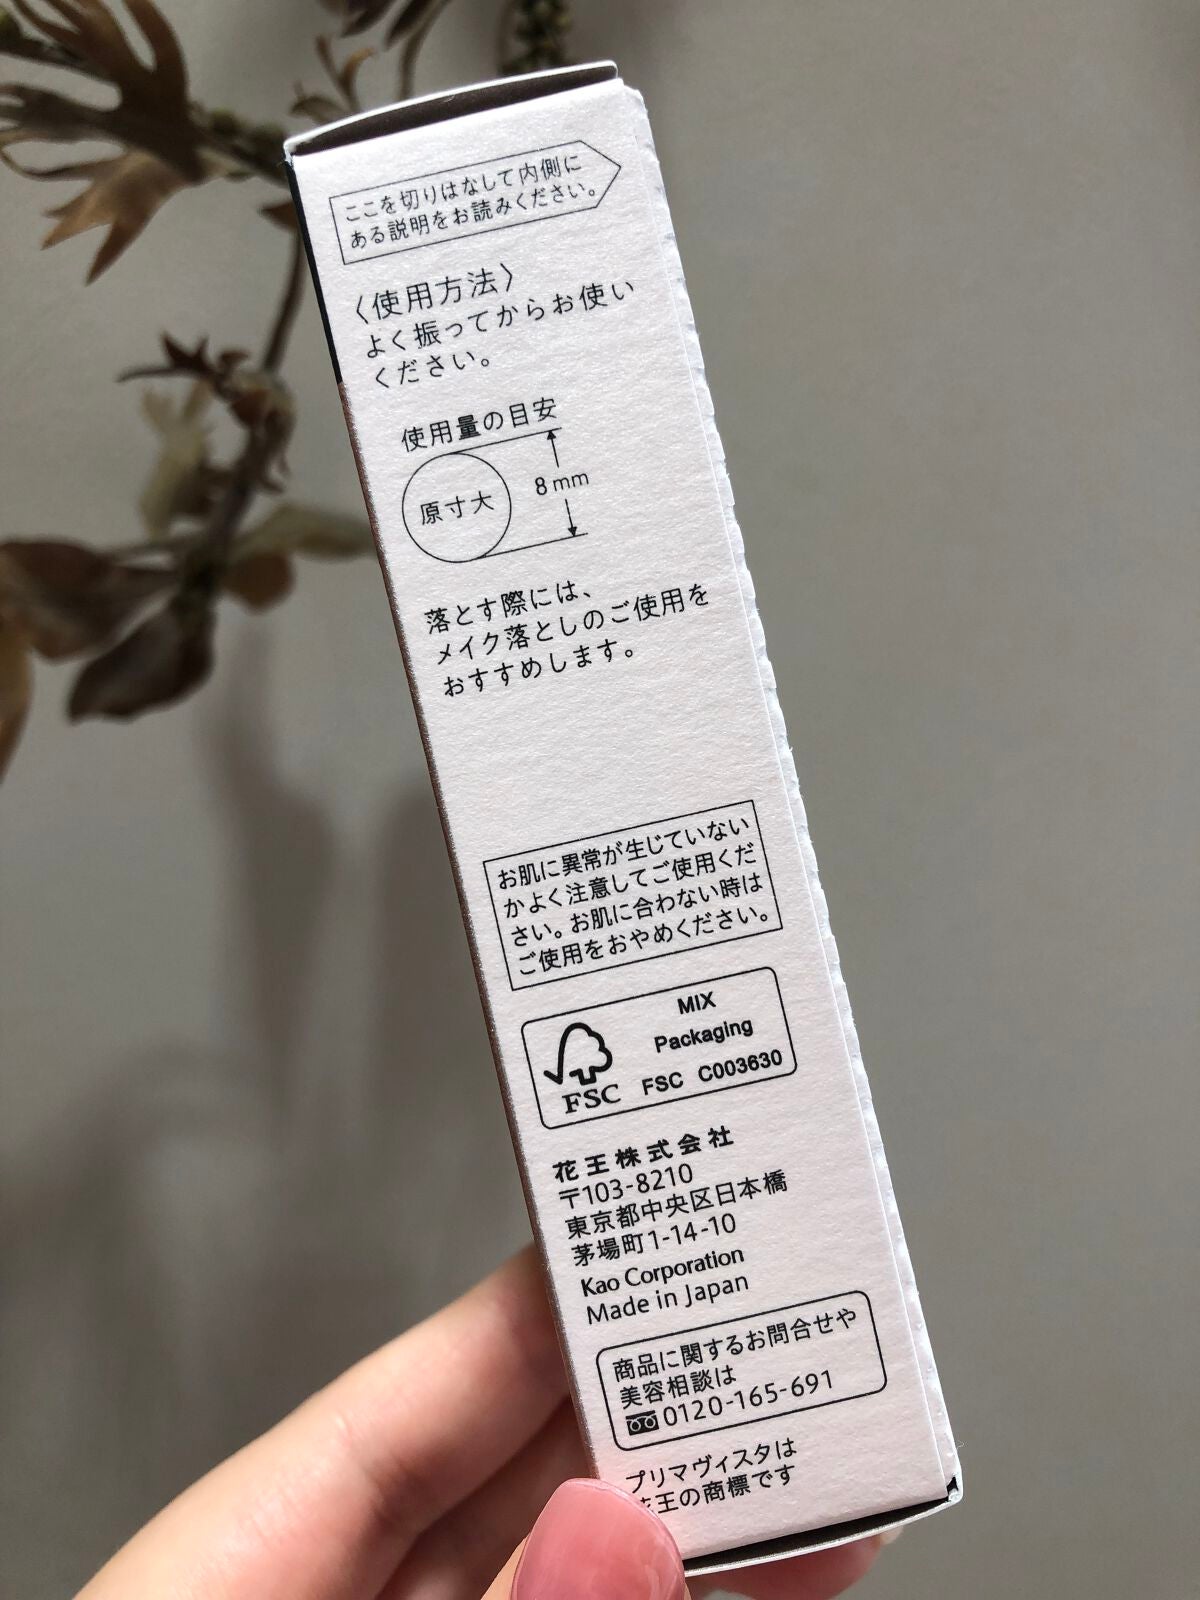 ここを切りはなして内側に
ある説明をお読みください。
〈使用方法〉
よく振ってからお使い
ください。
使用量の目安
原寸大
8mm
落とす際には、
メイク落としのご使用を
おすすめします。
お肌に異常が生じていない
かよく注意してご使用くだ
さい。お肌に合わない時は
ご使用をおやめください。
MIX
Packaging
FSC FSC C003630
花王株式会社
〒103-8210
東京都中央区日本橋
茅場町1-14-10
Kao Corporation
Made in Japan
商品に関するお問合せや
美容相談は
0120-165-691
プリマヴィスタは
王の商標です